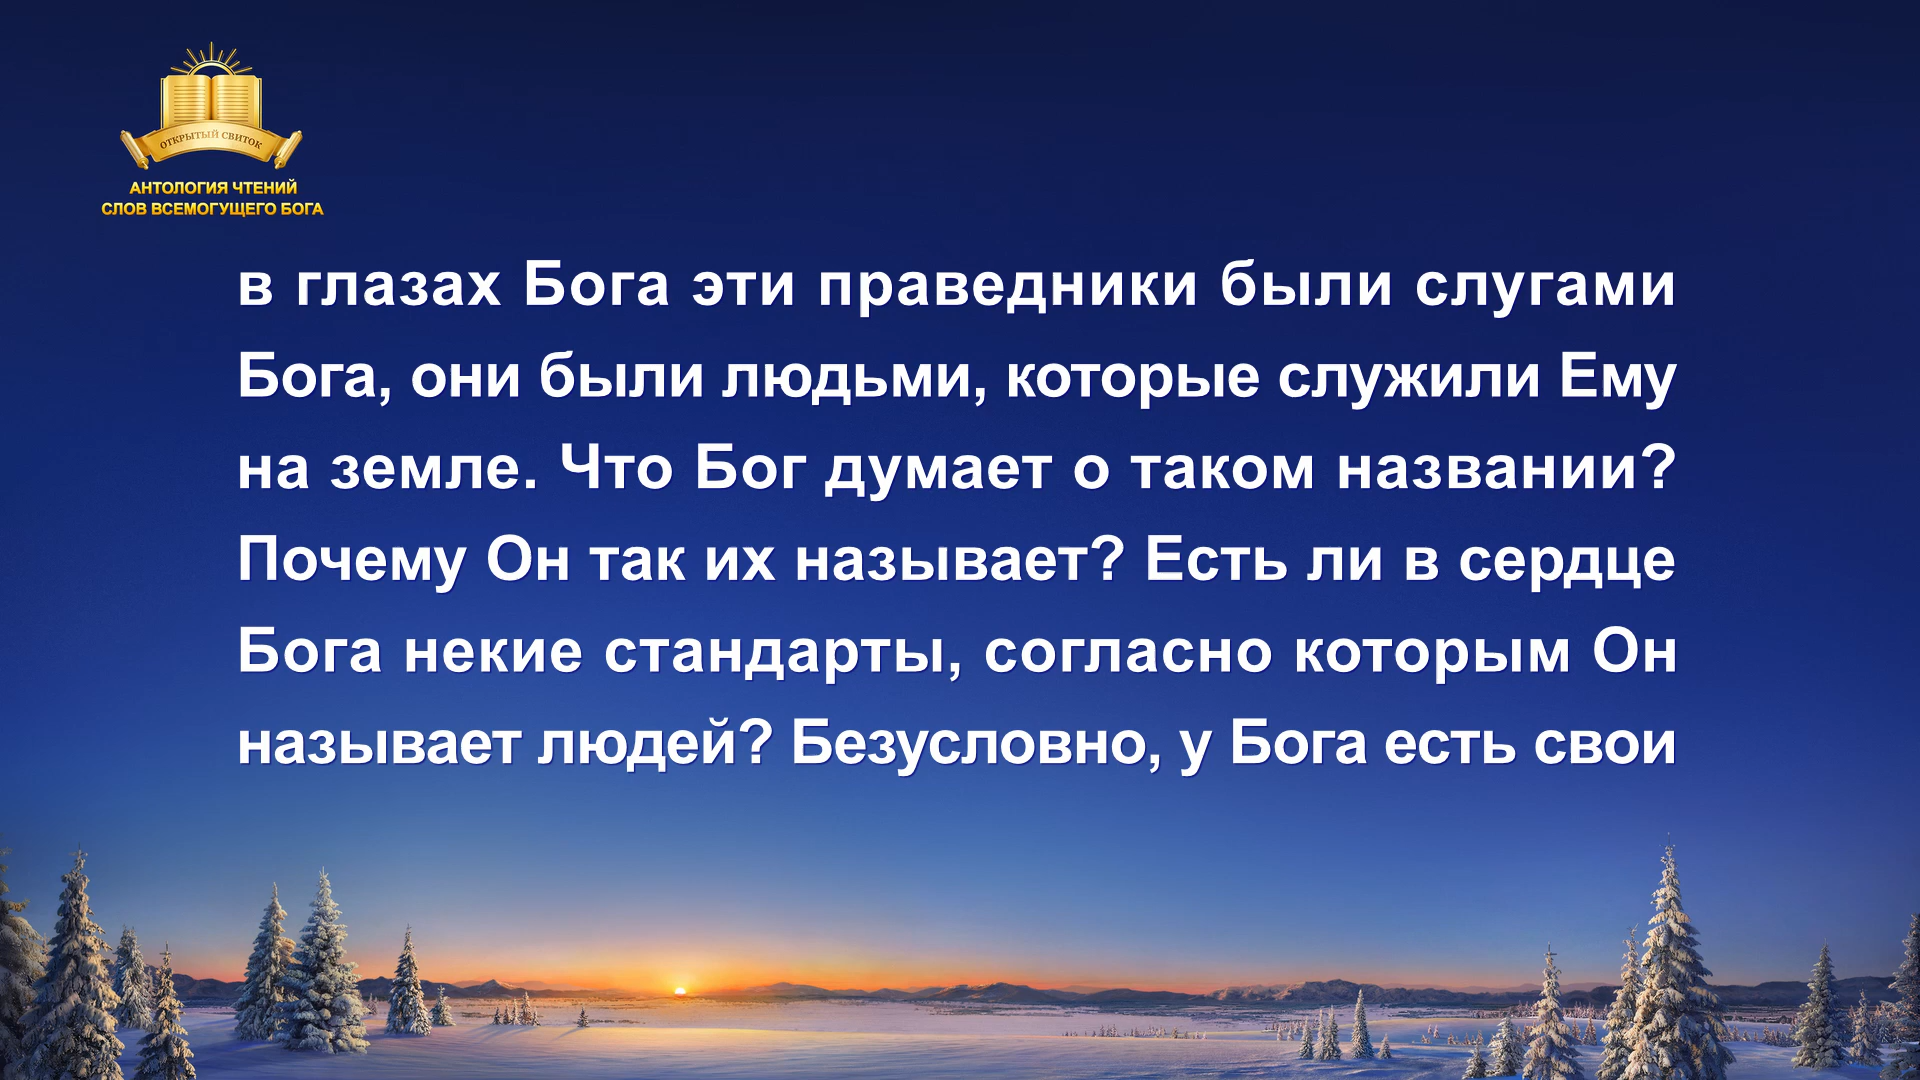 ОТКРЫТЫЙ СВИТОК
АНТОЛОГИЯ ЧТЕНИЙ
СЛОВ ВСЕМОГУЩЕГО БОГА
в глазах Бога эти праведники были слугами
Бога, они были людьми, которые служили Ему
на земле. Что Бог думает о таком названии?
Почему Он так их называет? Есть ли в сердце
Бога некие стандарты, согласно которым Он
называет людей? Безусловно, у Бога есть свои